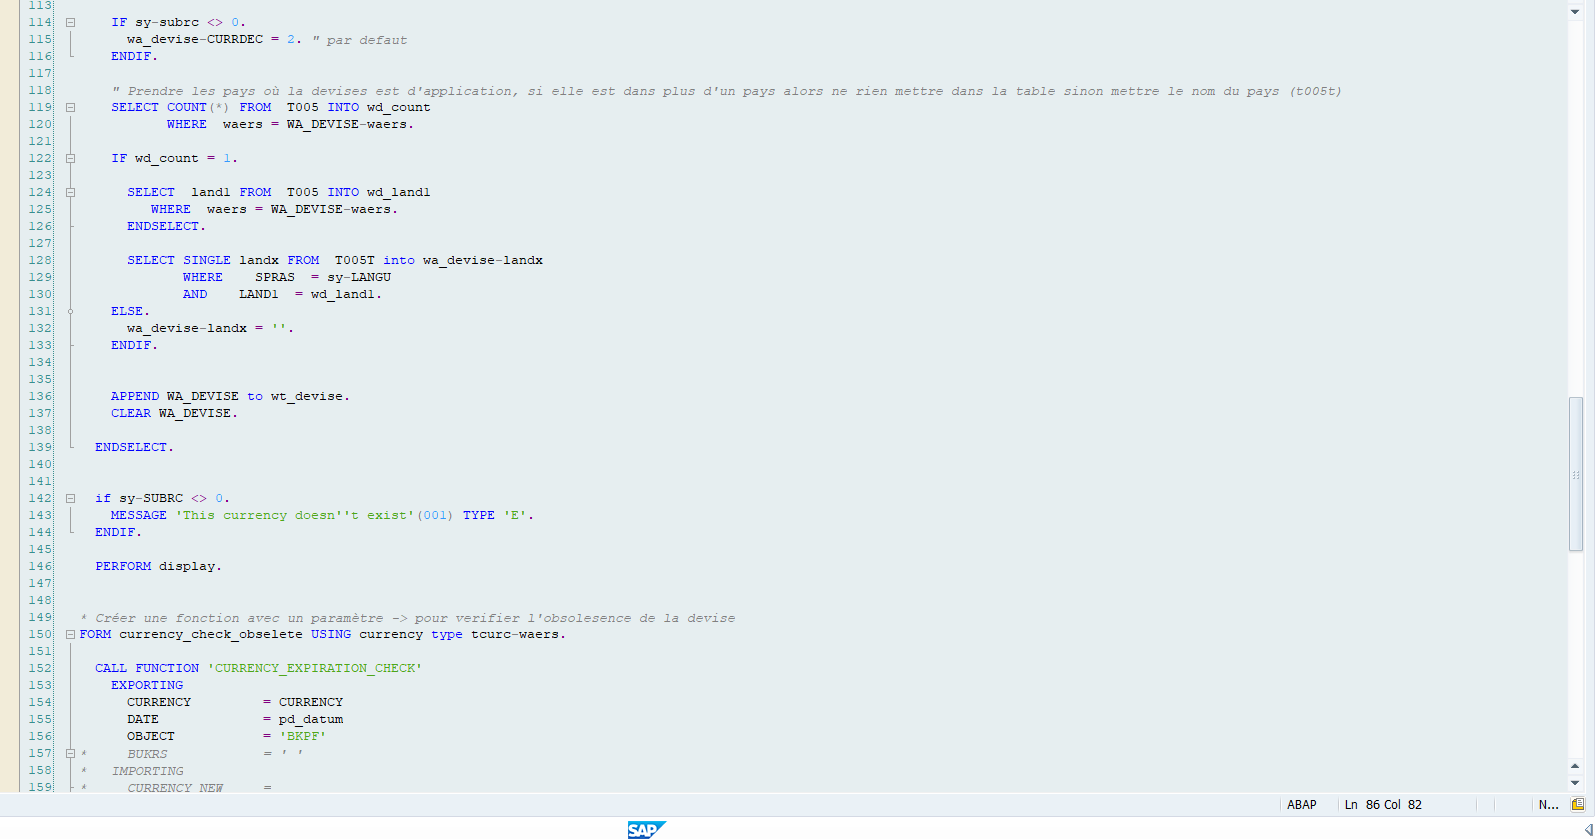 113
114 IF sy-subrc <> 0.
115 wa_devise-CURRDEC = 2. " par defaut
116 ENDIF.
117
118 " Prendre les pays où la devises est d'application, si elle est dans plus d'un pays alors ne rien mettre dans la table sinon mettre le nom du pays (t005t)
119 SELECT COUNT(*) FROM T005 INTO wd_count
120 WHERE waers = WA_DEVISE-waers.
121
122 IF wd_count = 1.
123
124 SELECT land1 FROM T005 INTO wd_land1
125 WHERE waers = WA_DEVISE-waers.
126 ENDSELECT.
127
128 SELECT SINGLE landx FROM T005T into wa_devise-landx
129 WHERE SPRAS = sy-LANGU
130 AND LAND1 = wd_land1.
131 ELSE.
132 wa_devise-landx = ''.
133 ENDIF.
134
135
136 APPEND WA_DEVISE to wt_devise.
137 CLEAR WA_DEVISE.
138
139 ENDSELECT.
140
141
142 if sy-SUBRC <> 0.
143 MESSAGE 'This currency doesn''t exist'(001) TYPE 'E'.
144 ENDIF.
145
146 PERFORM display.
147
148
149 * Créer une fonction avec un paramètre -> pour verifier l'obsolesence de la devise
150 FORM currency_check_obselete USING currency type tcurc-waers.
151
152 CALL FUNCTION 'CURRENCY_EXPIRATION_CHECK'
153 EXPORTING
154 CURRENCY = CURRENCY
155 DATE = pd_datum
156 OBJECT = 'BKPF'
157 * BUKRS = ' '
158 * IMPORTING
159 * CURRENCY_NEW =
ABAP Ln 86 Col 82 N...
SAP